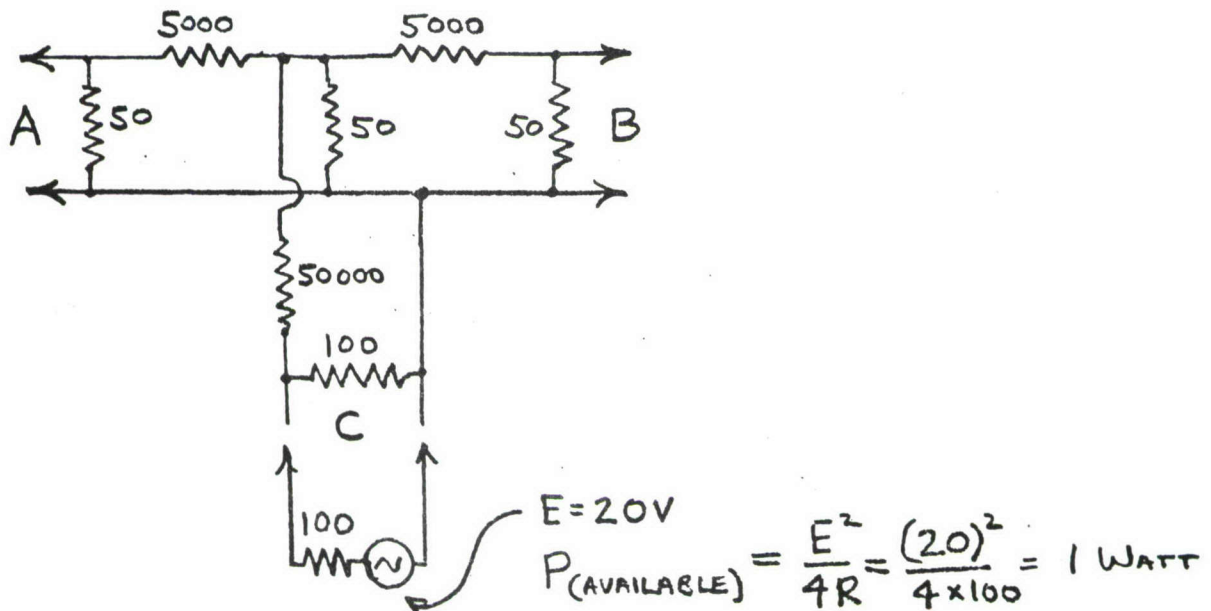 5000 5000
A 50 50 50 B
50000
100
C
100
E = 20V
P(AVAILABLE) = E²/4R = (20)²/4×100 = 1 WATT